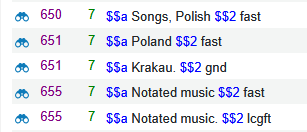 650 7 $$a Songs, Polish $$2 fast
651 7 $$a Poland $$2 fast
651 7 $$a Krakau. $$2 gnd
655 7 $$a Notated music $$2 fast
655 7 $$a Notated music. $$2 lcgft